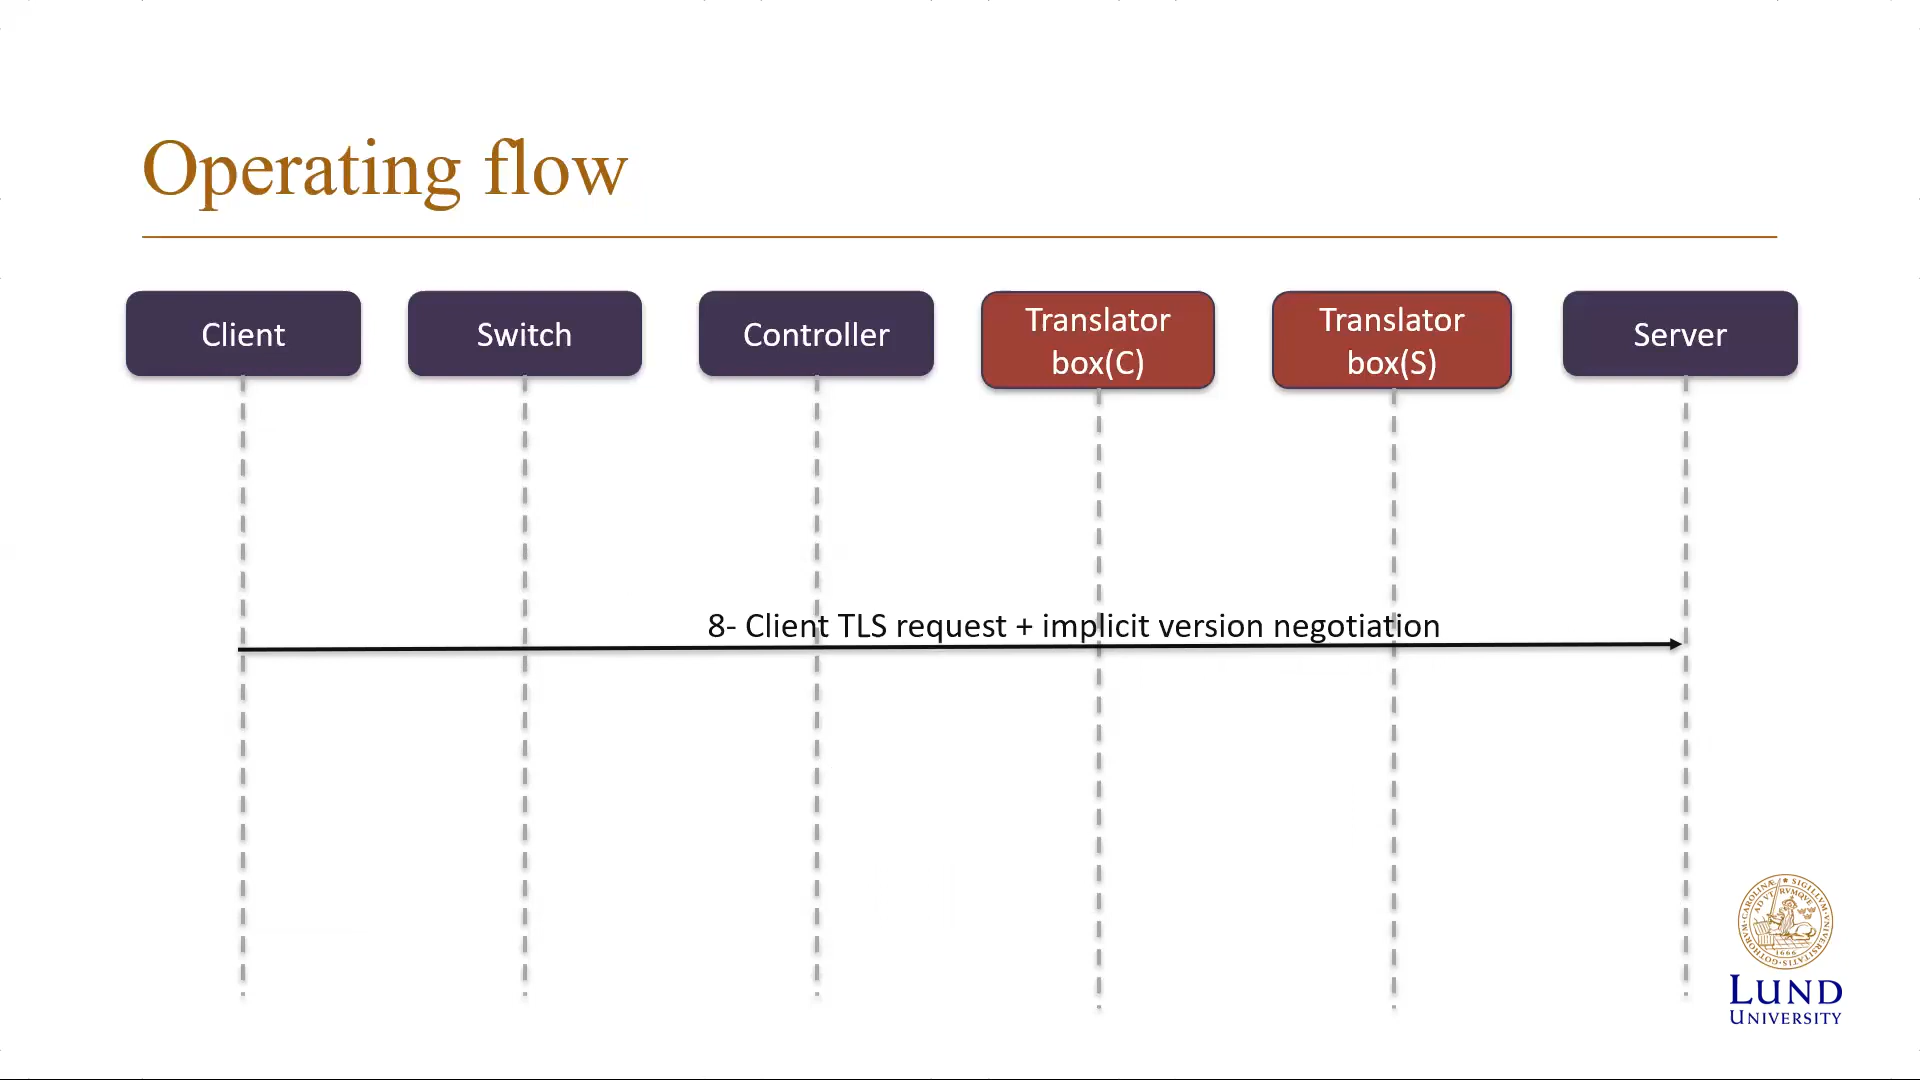 Operating flow
Client
Switch
Controller
Translator
box(C)
Translator
box(S)
Server
8- Client TLS request + implicit version negotiation
LUND
UNIVERSITY